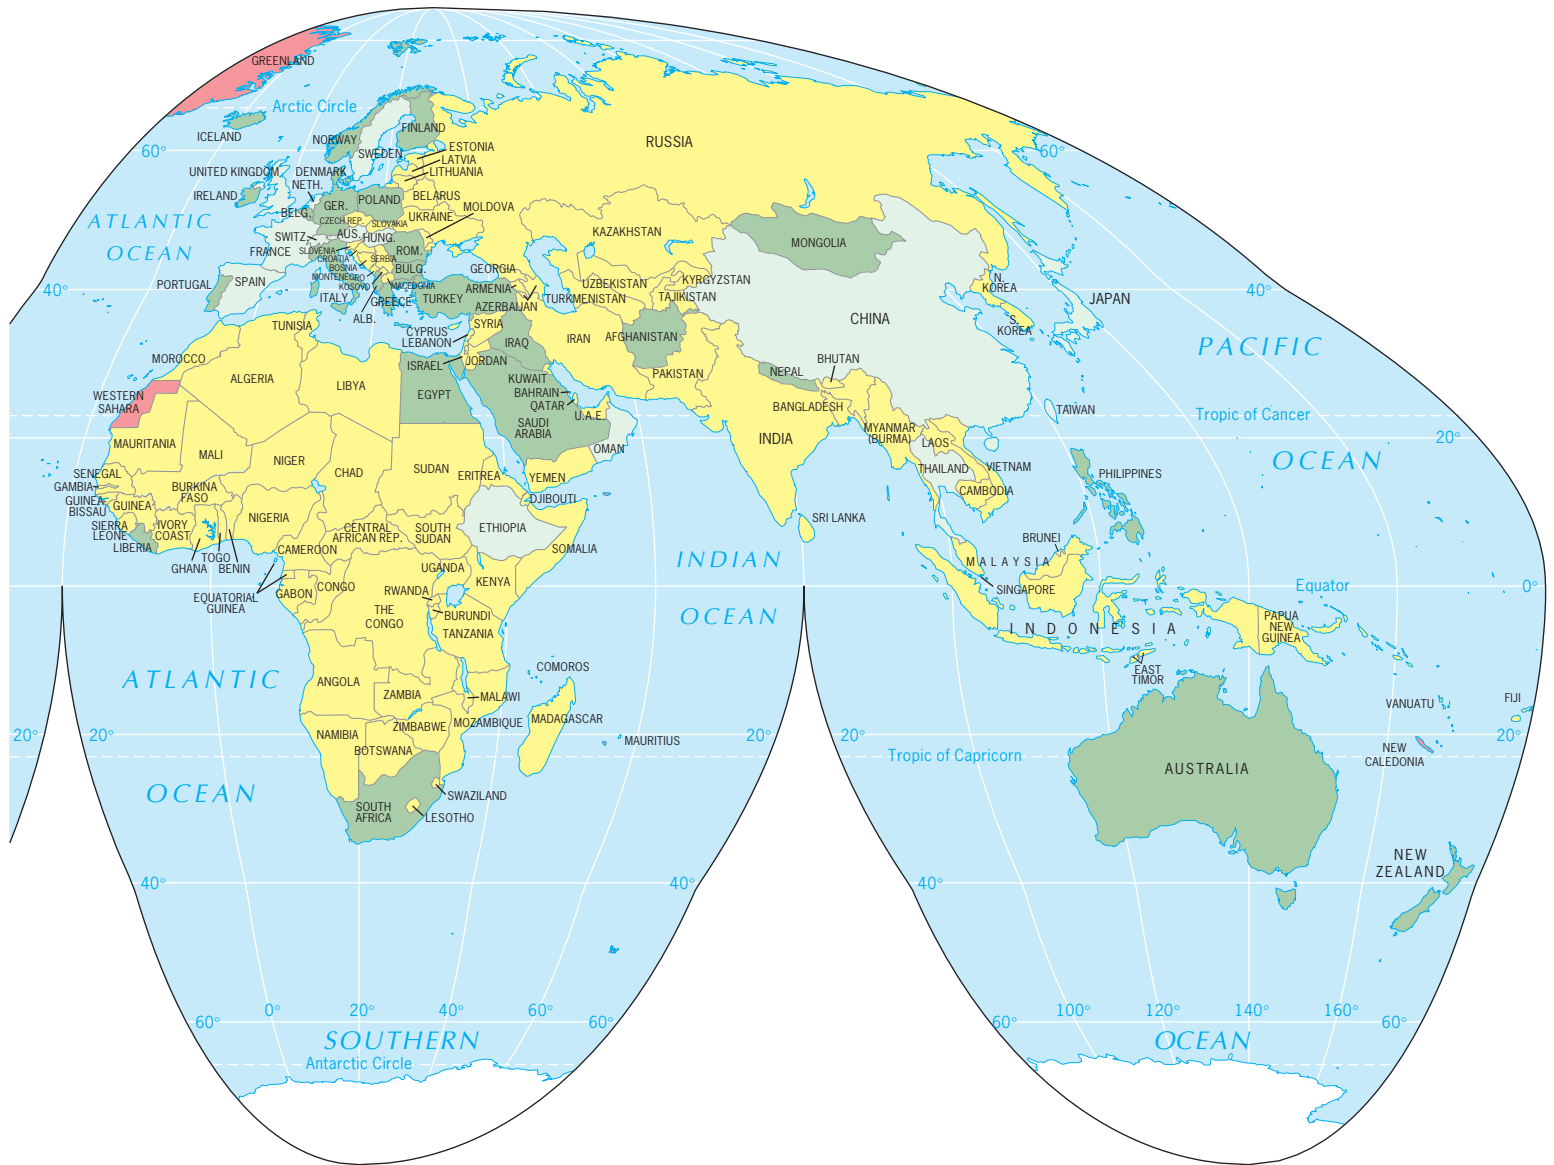 GREENLAND
Arctic Circle
ICELAND
NORWAY
FINLAND
SWEDEN
ESTONIA
LATVIA
LITHUANIA
RUSSIA
60°
60°
UNITED KINGDOM
DENMARK
NETH.
IRELAND
BELG.
GER.
POLAND
BELARUS
MOLDOVA
CZECH REP.
SLOVAKIA
UKRAINE
ATLANTIC
OCEAN
SWITZ.
AUS.
HUNG.
FRANCE
SLOVENIA
CROATIA
BOSNIA
MONTENEGRO
KOSOVO
SERBIA
ROM.
BULG.
MACEDONIA
PORTUGAL
SPAIN
ITALY
ALB.
GREECE
TURKEY
GEORGIA
ARMENIA
AZERBAIJAN
KAZAKHSTAN
UZBEKISTAN
TURKMENISTAN
KYRGYZSTAN
TAJIKISTAN
MONGOLIA
CHINA
N.
KOREA
S.
KOREA
JAPAN
40°
40°
PACIFIC
OCEAN
TUNISIA
MOROCCO
CYPRUS
LEBANON
SYRIA
ISRAEL
JORDAN
IRAQ
IRAN
AFGHANISTAN
PAKISTAN
NEPAL
BHUTAN
BANGLADESH
INDIA
WESTERN
SAHARA
ALGERIA
LIBYA
EGYPT
KUWAIT
BAHRAIN
QATAR
U.A.E.
SAUDI
ARABIA
OMAN
YEMEN
TAIWAN
Tropic of Cancer
20°
MYANMAR
(BURMA)
LAOS
THAILAND
VIETNAM
CAMBODIA
PHILIPPINES
MAURITANIA
MALI
NIGER
CHAD
SUDAN
ERITREA
DJIBOUTI
SENEGAL
GAMBIA
GUINEA
BISSAU
GUINEA
SIERRA
LEONE
LIBERIA
BURKINA
FASO
IVORY
COAST
GHANA
TOGO
BENIN
NIGERIA
CENTRAL
AFRICAN REP.
SOUTH
SUDAN
ETHIOPIA
SOMALIA
CAMEROON
UGANDA
KENYA
SRI LANKA
INDIAN
OCEAN
BRUNEI
MALAYSIA
SINGAPORE
INDONESIA
Equator
0°
EQUATORIAL
GUINEA
GABON
CONGO
RWANDA
THE
CONGO
BURUNDI
TANZANIA
PAPUA
NEW
GUINEA
EAST
TIMOR
ATLANTIC
OCEAN
ANGOLA
ZAMBIA
COMOROS
MALAWI
MOZAMBIQUE
MADAGASCAR
ZIMBABWE
NAMIBIA
BOTSWANA
MAURITIUS
VANUATU
FIJI
NEW
CALEDONIA
20°
20°
20°
20°
20°
Tropic of Capricorn
AUSTRALIA
SWAZILAND
SOUTH
AFRICA
LESOTHO
NEW
ZEALAND
40°
40°
40°
60°
0°
20°
40°
60°
60°
60°
100°
120°
140°
160°
60°
SOUTHERN
OCEAN
Antarctic Circle